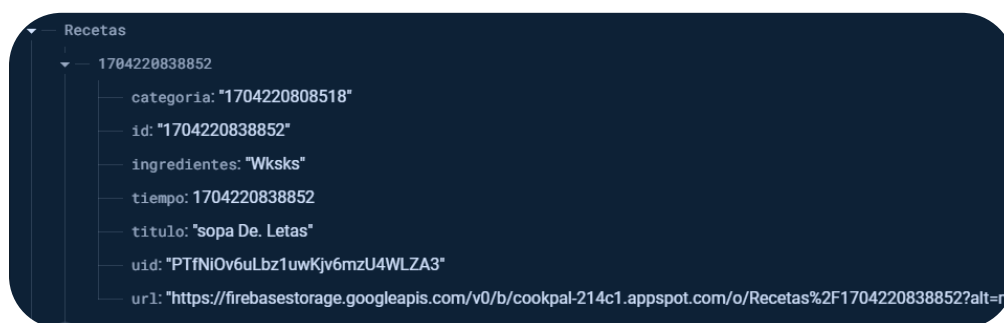 Recetas
1704220838852
categoria: "1704220808518"
id: "1704220838852"
ingredientes: "Wksks"
tiempo: 1704220838852
titulo: "sopa De. Letas"
uid: "PTfNiOv6uLbz1uwKjv6mzU4WLZA3"
url: "https://firebasestorage.googleapis.com/v0/b/cookpal-214c1.appspot.com/o/Recetas%2F1704220838852?alt=